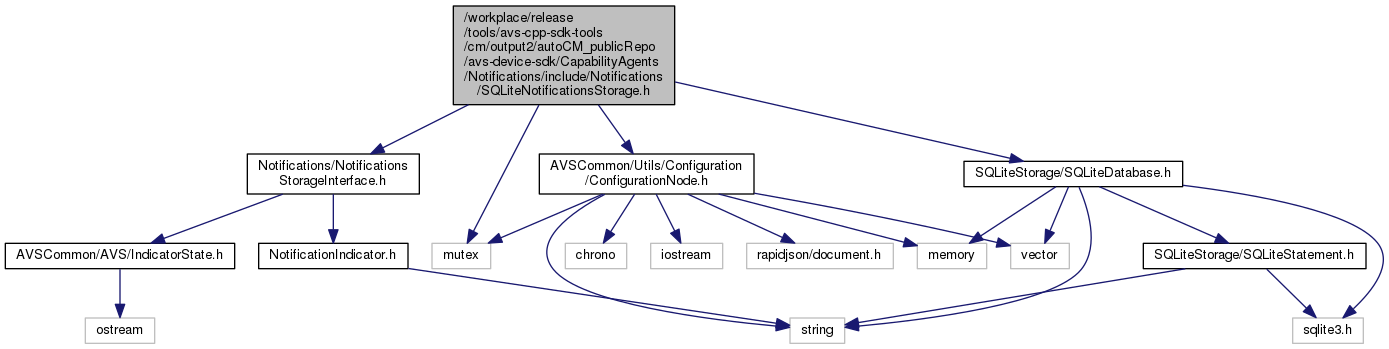 /workplace/release
/tools/avs-cpp-sdk-tools
/cm/output2/autoCM_publicRepo
/avs-device-sdk/CapabilityAgents
/Notifications/include/Notifications
/SQLiteNotificationsStorage.h
Notifications/Notifications
StorageInterface.h
AVSCommon/Utils/Configuration
/ConfigurationNode.h
SQLiteStorage/SQLiteDatabase.h
AVSCommon/AVS/IndicatorState.h
NotificationIndicator.h
mutex
chrono
iostream
rapidjson/document.h
memory
vector
SQLiteStorage/SQLiteStatement.h
ostream
string
sqlite3.h